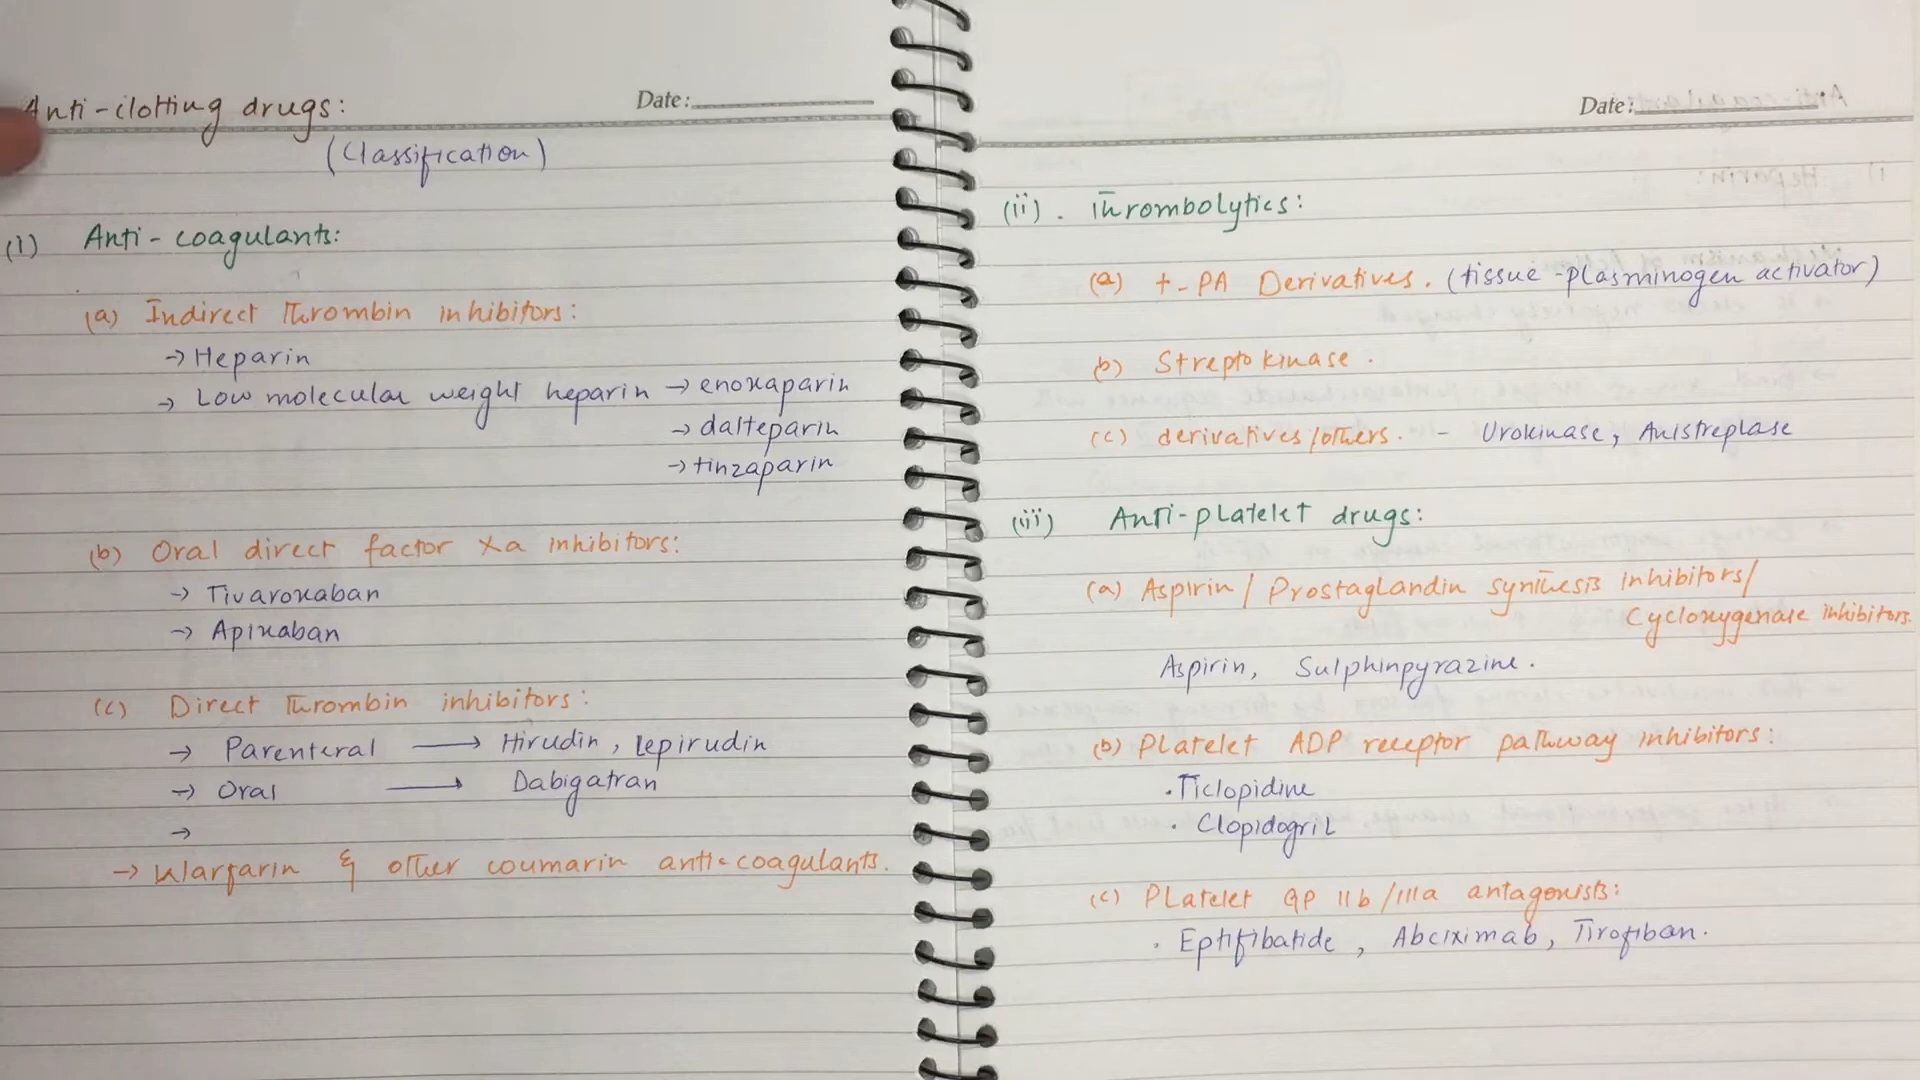 Anti-clotting drugs:
Date:
(Classification)
(1) Anti-coagulants:
(a) Indirect thrombin inhibitors:
→ Heparin
→ Low molecular weight heparin → enoxaparin
→ dalteparin
→ tinzaparin
(b) Oral direct factor Xa inhibitors:
→ Tivaroxaban
→ Apixaban
(c) Direct thrombin inhibitors:
→ Parenteral → Hirudin, Lepirudin
→ Oral → Dabigatran
→
→ Warfarin & other coumarin anti-coagulants.
Date:
(ii). Thrombolytics:
(a) t-PA Derivatives. (tissue-plasminogen activator)
(b) Streptokinase.
(c) derivatives/others. - Urokinase, Anistreplase
(iii) Anti-platelet drugs:
(a) Aspirin/Prostaglandin synthesis inhibitors/
Cycloxygenase inhibitors.
Aspirin, Sulphinpyrazine.
(b) Platelet ADP receptor pathway inhibitors:
. Ticlopidine
. Clopidogril
(c) Platelet GP IIb/IIIa antagonists:
. Eptifibatide, Abciximab, Tirofiban.